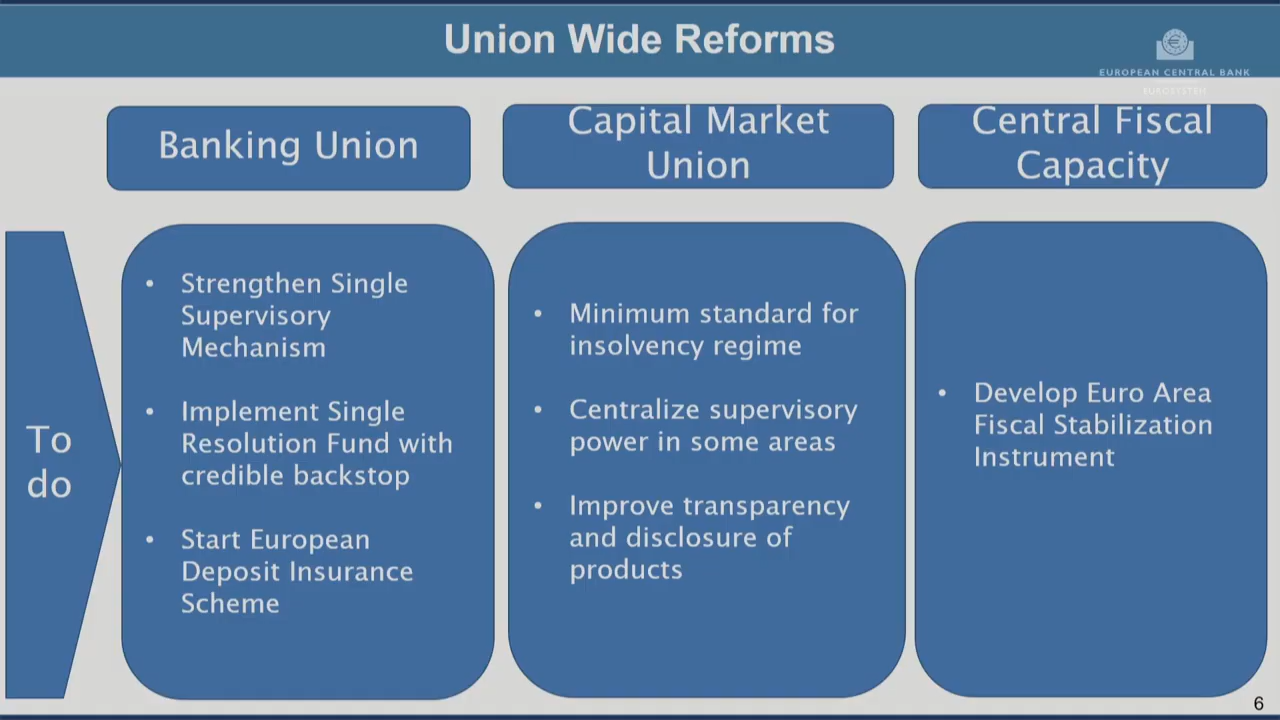 Union Wide Reforms
EUROPEAN CENTRAL BANK
EUROSYSTEM
Banking Union
Capital Market
Union
Central Fiscal
Capacity
To
do
• Strengthen Single
Supervisory
Mechanism
• Implement Single
Resolution Fund with
credible backstop
• Start European
Deposit Insurance
Scheme
• Minimum standard for
insolvency regime
• Centralize supervisory
power in some areas
• Improve transparency
and disclosure of
products
• Develop Euro Area
Fiscal Stabilization
Instrument
6